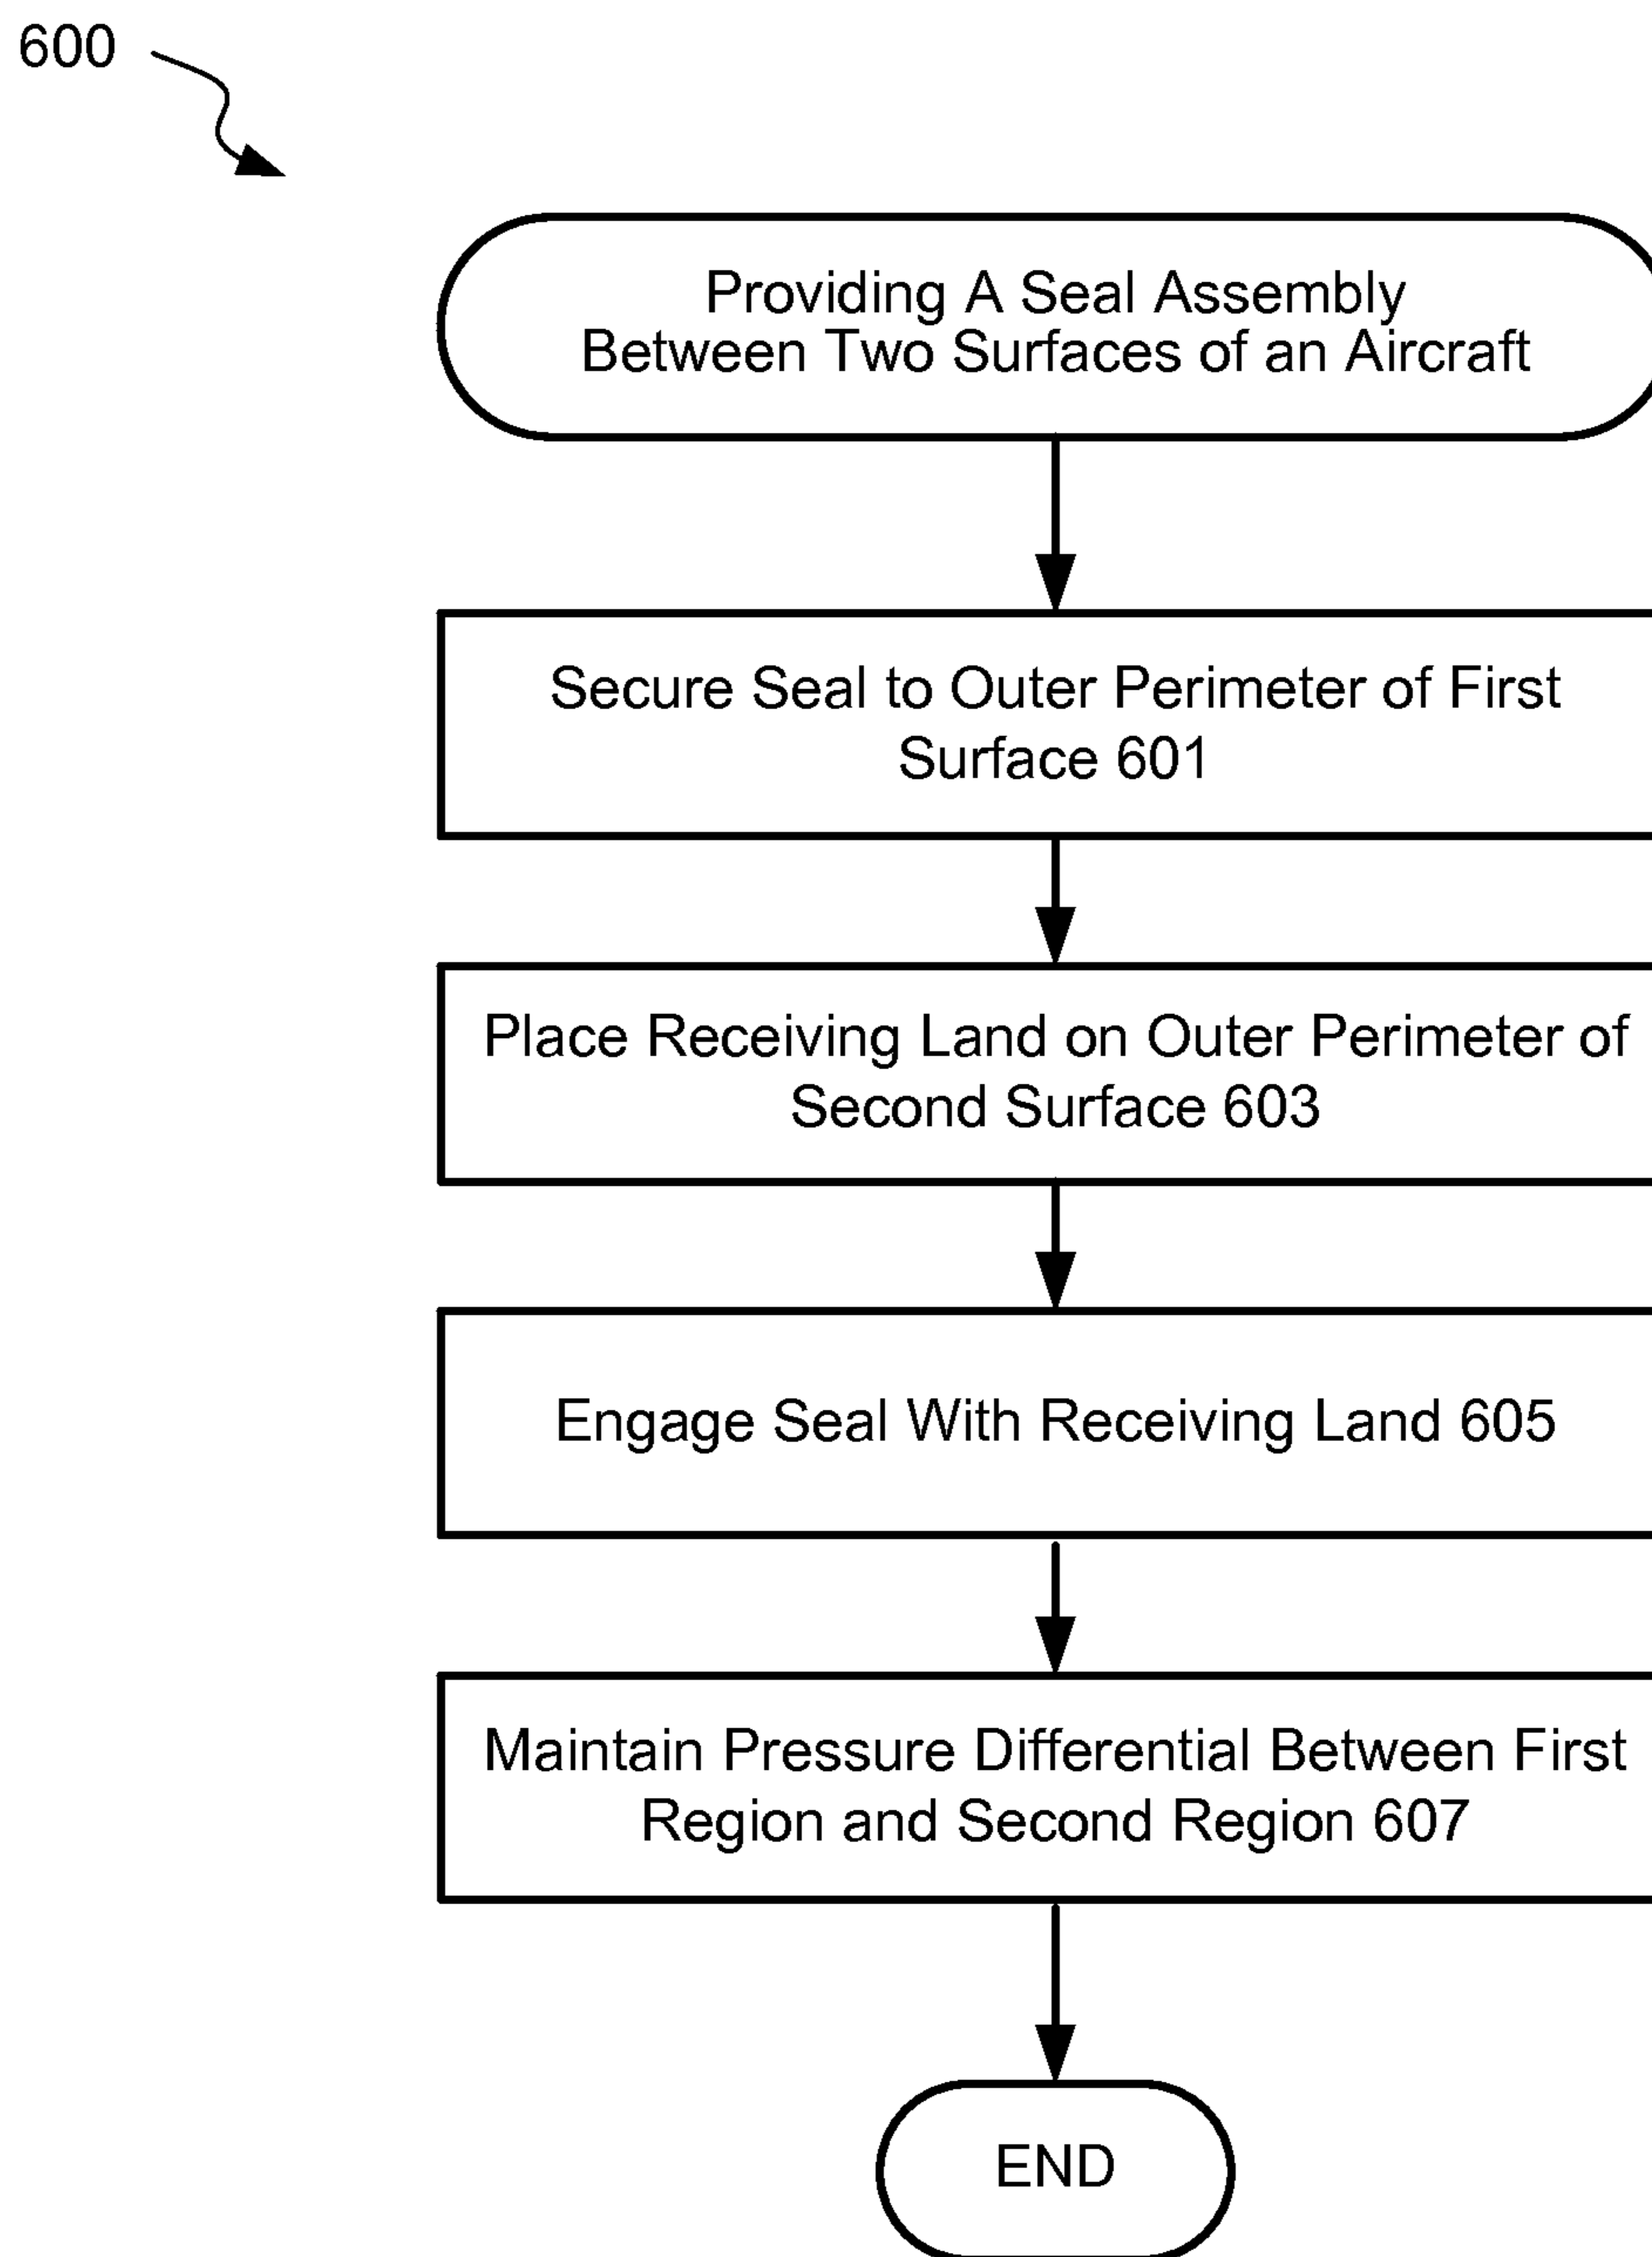 600
Providing A Seal Assembly
Between Two Surfaces of an Aircraft
Secure Seal to Outer Perimeter of First
Surface 601
Place Receiving Land on Outer Perimeter of
Second Surface 603
Engage Seal With Receiving Land 605
Maintain Pressure Differential Between First
Region and Second Region 607
END